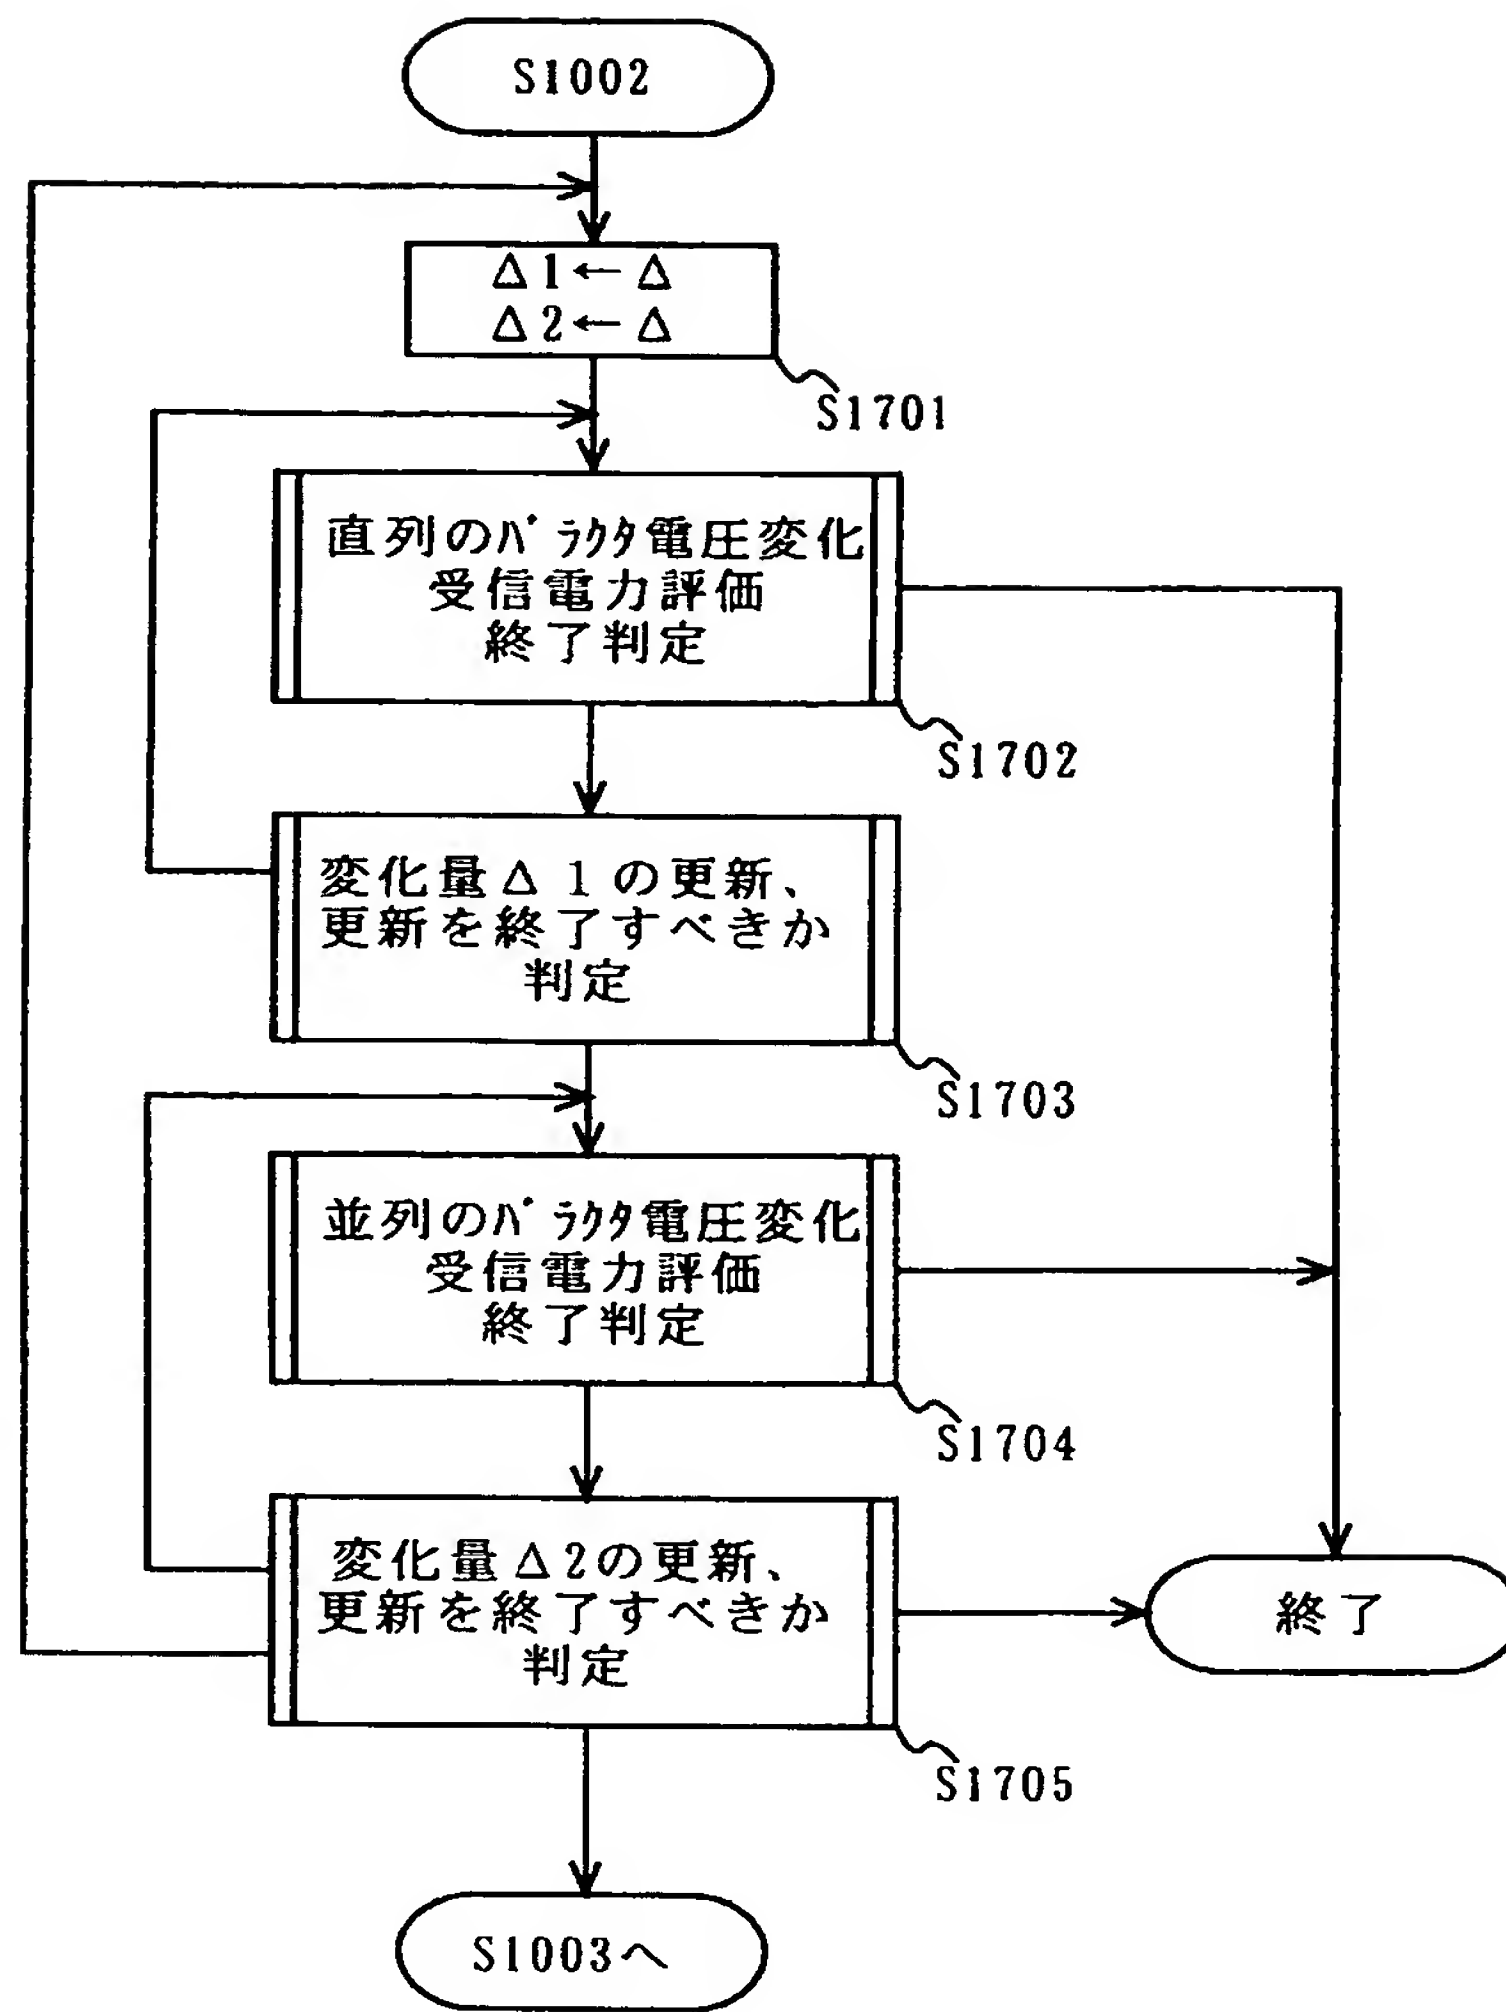 S1002
Δ1←Δ
Δ2←Δ
S1701
直列のバラクタ電圧変化
受信電力評価
終了判定
S1702
変化量Δ1の更新、
更新を終了すべきか
判定
S1703
並列のバラクタ電圧変化
受信電力評価
終了判定
S1704
変化量Δ2の更新、
更新を終了すべきか
判定
終了
S1705
S1003へ